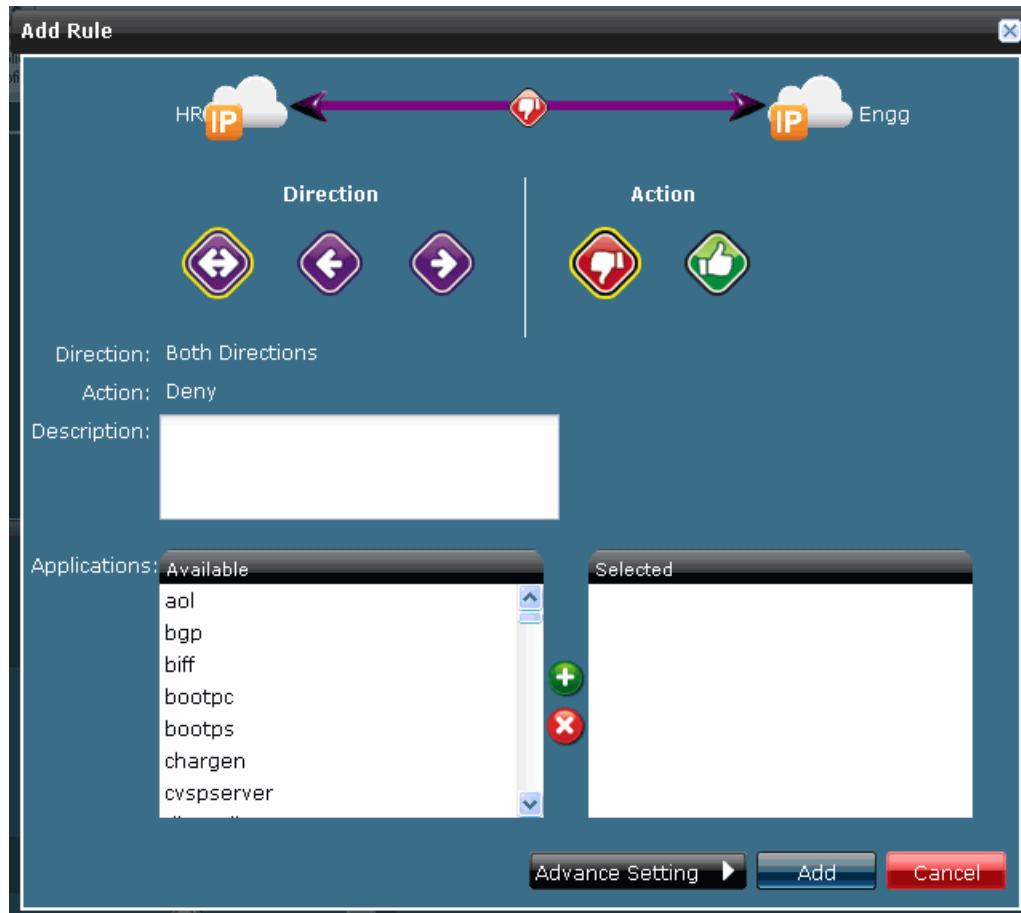 Add Rule
HR IP
IP Engg
Direction
Action
Direction: Both Directions
Action: Deny
Description:
Applications:
Available
Selected
aol
bgp
biff
bootpc
bootps
chargen
cvspserver
Advance Setting
Add
Cancel